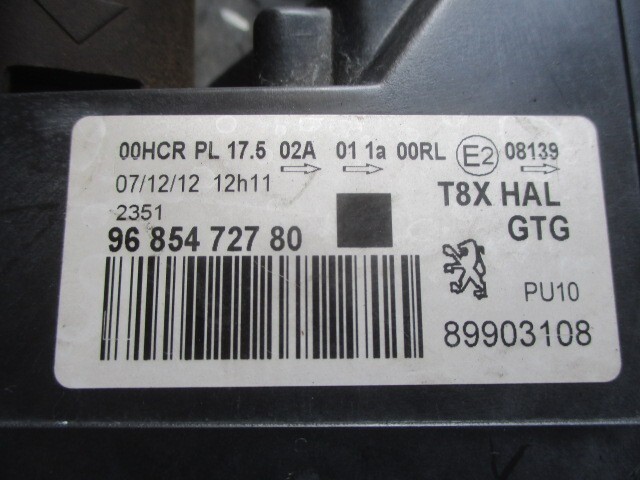 00HCR PL 17.5 02A 01 1a 00RL E2 08139
07/12/12 12h11
2351
T8X HAL
GTG
96 854 727 80
PU10
89903108